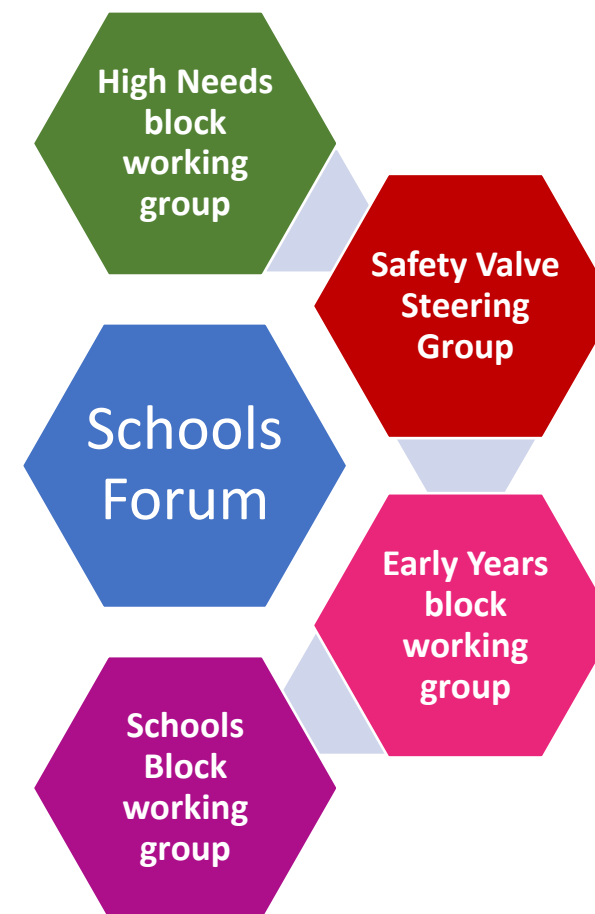 High Needs
block
working
group
Safety Valve
Steering
Group
Schools
Forum
Early Years
block
working
group
Schools
Block
working
group